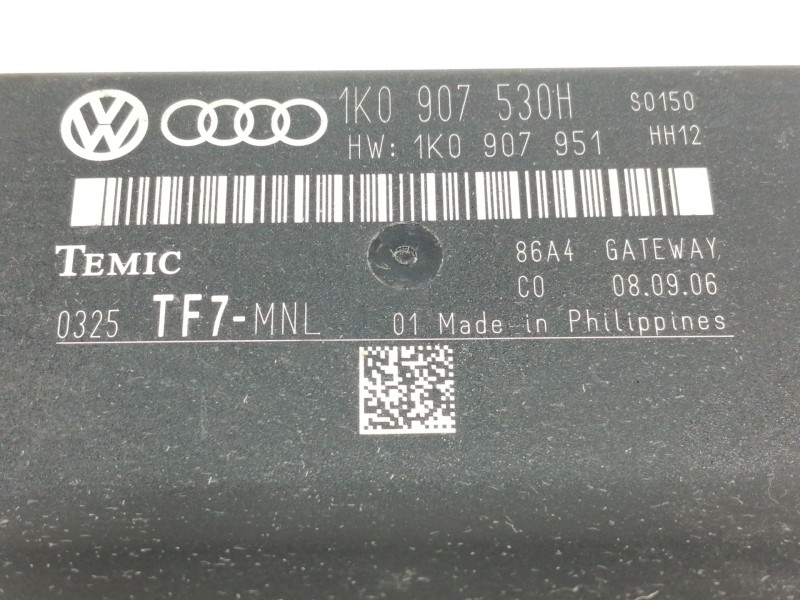 1K0 907 530H S0150
HW: 1K0 907 951 HH12
TEMIC 86A4 GATEWAY
C0 08.09.06
0325 TF7-MNL 01 Made in Philippines